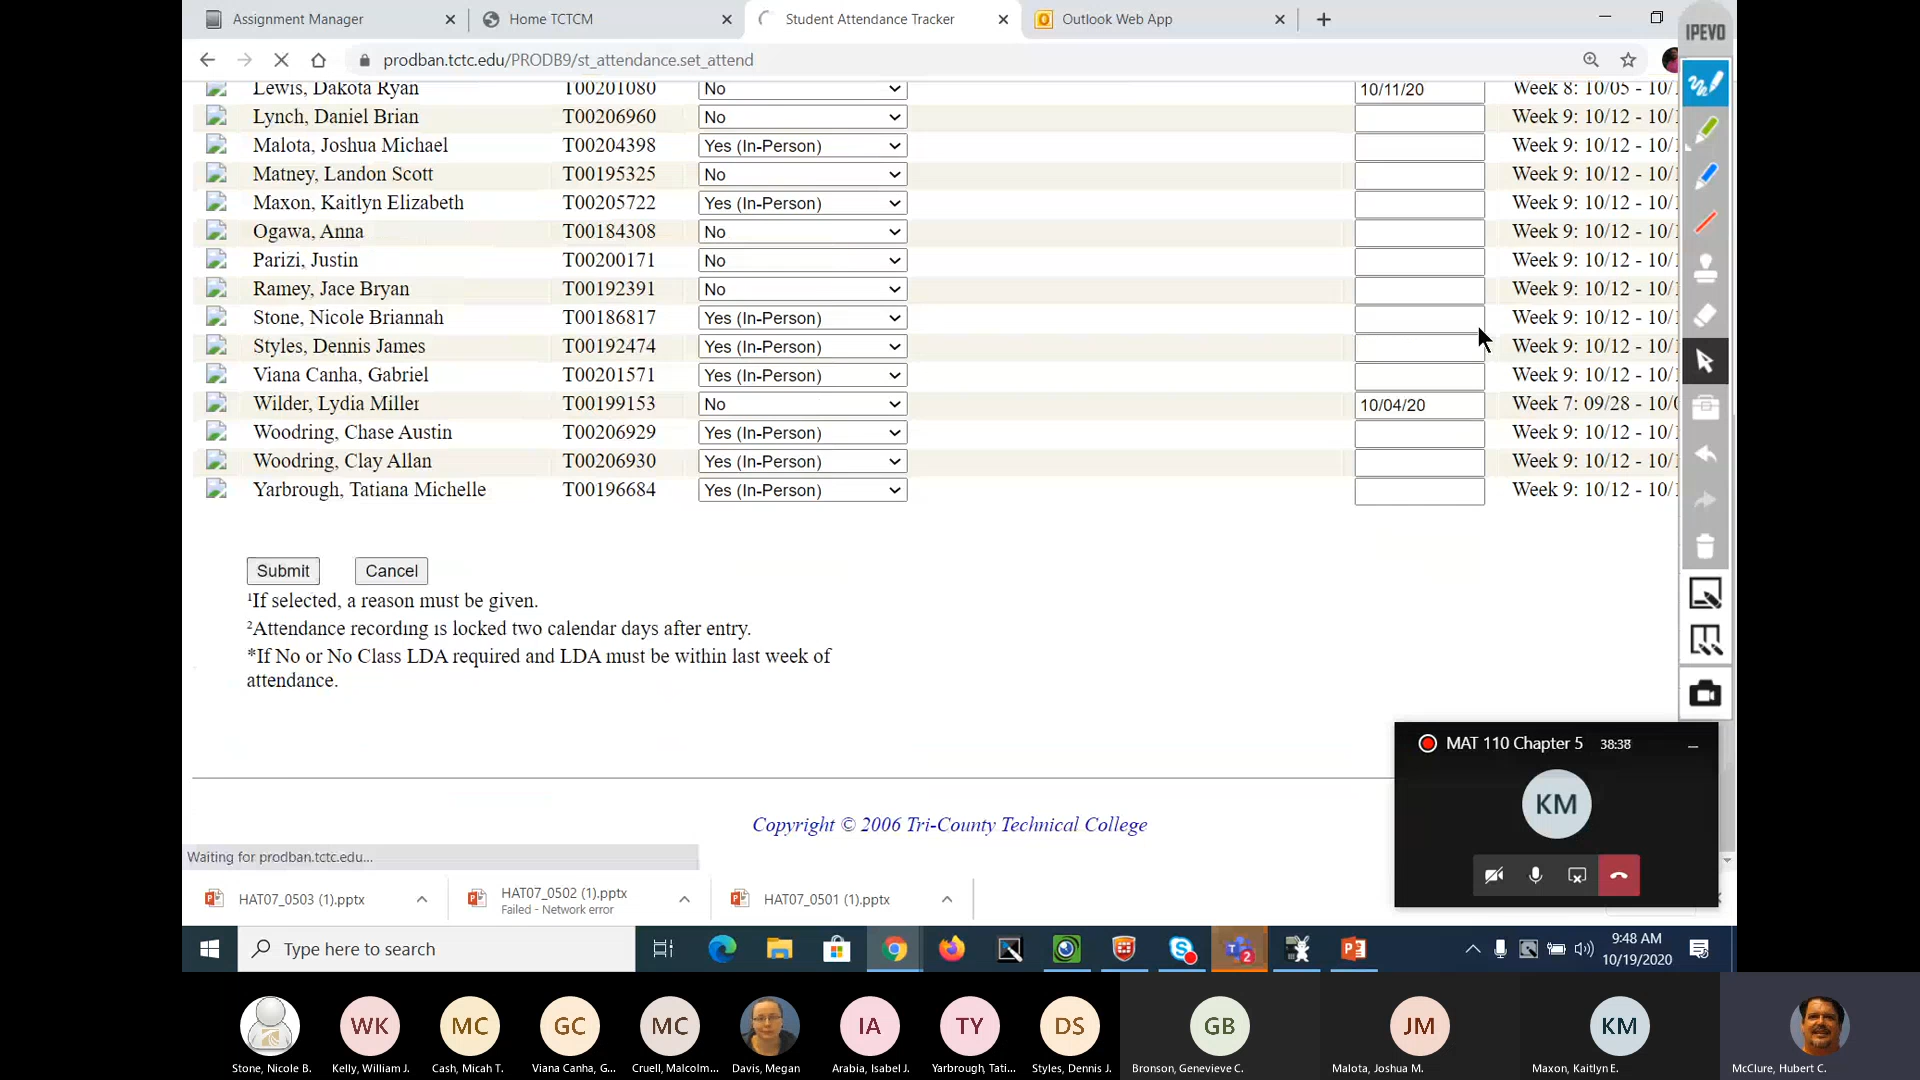 Assignment Manager
Home TCTCM
Student Attendance Tracker
Outlook Web App
IPEVO
prodban.tctc.edu/PRODB9/st_attendance.set_attend
Lewis, Dakota Ryan T00201080 No 10/11/20 Week 8: 10/05 - 10/
Lynch, Daniel Brian T00206960 No Week 9: 10/12 - 10/
Malota, Joshua Michael T00204398 Yes (In-Person) Week 9: 10/12 - 10/
Matney, Landon Scott T00195325 No Week 9: 10/12 - 10/
Maxon, Kaitlyn Elizabeth T00205722 Yes (In-Person) Week 9: 10/12 - 10/
Ogawa, Anna T00184308 No Week 9: 10/12 - 10/
Parizi, Justin T00200171 No Week 9: 10/12 - 10/
Ramey, Jace Bryan T00192391 No Week 9: 10/12 - 10/
Stone, Nicole Briannah T00186817 Yes (In-Person) Week 9: 10/12 - 10/
Styles, Dennis James T00192474 Yes (In-Person) Week 9: 10/12 - 10/
Viana Canha, Gabriel T00201571 Yes (In-Person) Week 9: 10/12 - 10/
Wilder, Lydia Miller T00199153 No 10/04/20 Week 7: 09/28 - 10/
Woodring, Chase Austin T00206929 Yes (In-Person) Week 9: 10/12 - 10/
Woodring, Clay Allan T00206930 Yes (In-Person) Week 9: 10/12 - 10/
Yarbrough, Tatiana Michelle T00196684 Yes (In-Person) Week 9: 10/12 - 10/
Submit Cancel
¹If selected, a reason must be given.
²Attendance recording is locked two calendar days after entry.
*If No or No Class LDA required and LDA must be within last week of
attendance.
MAT 110 Chapter 5 38:38
KM
Copyright © 2006 Tri-County Technical College
Waiting for prodban.tctc.edu...
HAT07_0503 (1).pptx
HAT07_0502 (1).pptx
Failed - Network error
HAT07_0501 (1).pptx
Type here to search
2
9:48 AM
10/19/2020
WK MC GC MC IA TY DS GB JM KM
Stone, Nicole B. Kelly, William J. Cash, Micah T. Viana Canha, G... Cruell, Malcolm... Davis, Megan Arabia, Isabel J. Yarbrough, Tati... Styles, Dennis J. Bronson, Genevieve C. Malota, Joshua M. Maxon, Kaitlyn E. McClure, Hubert C.